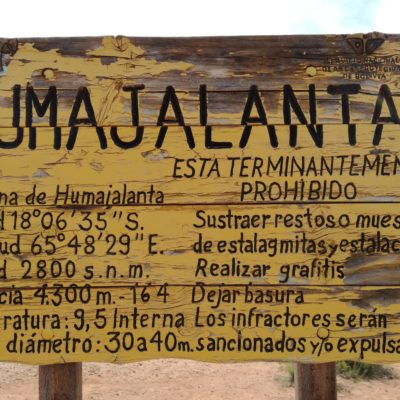 UMAJALANTA
DE BOLIVIA
ESTA TERMINANTEMEN
PROHIBIDO
na de Humajalanta
d 18°06'35"S.
ud 65°48'29"E.
d 2800 s.n.m.
cia 4.300 m.-164
ratura: 9,5 Interna
diámetro: 30 a 40 m.
Sustraer restos o mues
de estalagmitas y estalac
Realizar grafitis
Dejar basura
Los infractores serán
sancionados y/o expulsa